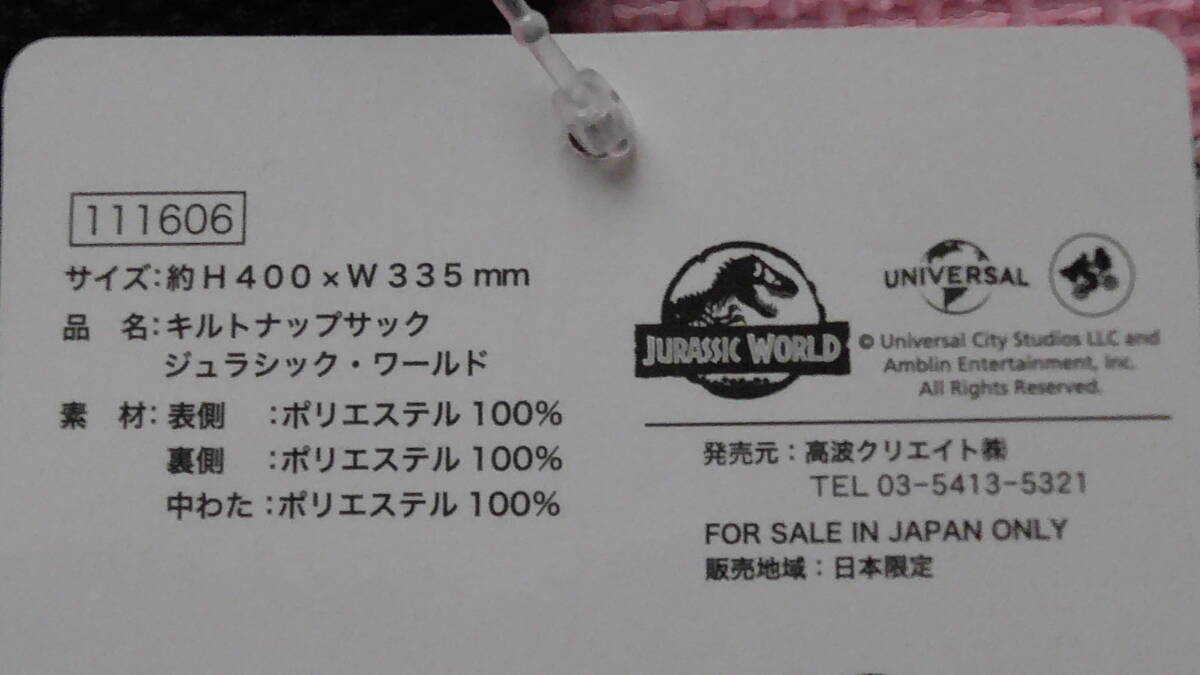 111606
サイズ：約H400×W335mm
品　名：キルトナップサック
ジュラシック・ワールド
素　材：表側　：ポリエステル100%
裏側　：ポリエステル100%
中わた：ポリエステル100%
JURASSIC WORLD
UNIVERSAL
© Universal City Studios LLC and
Amblin Entertainment, Inc.
All Rights Reserved.
発売元：高波クリエイト㈱
TEL 03-5413-5321
FOR SALE IN JAPAN ONLY
販売地域：日本限定